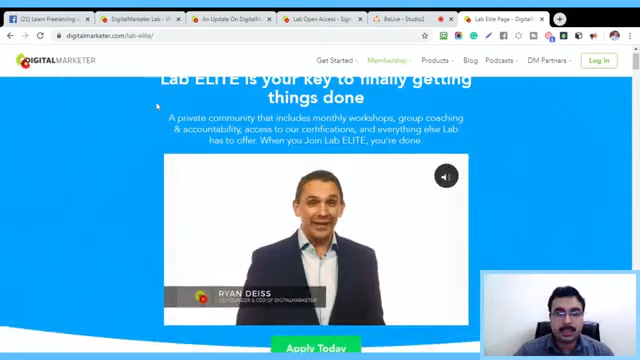 (21) Learn Freelancing w
DigitalMarketer Lab - W
An Update On DigitalM
Lab Open Access - Sign
BeLive - Studio2
Lab Elite Page - DigitalM
digitalmarketer.com/lab-elite/
DIGITALMARKETER
Get Started
Membership
Products
Blog
Podcasts
DM Partners
Log In
Lab ELITE is your key to finally getting
things done
A private community that includes monthly workshops, group coaching
& accountability, access to our certifications, and everything else Lab
has to offer. When you Join Lab ELITE, you're done.
RYAN DEISS
CO-FOUNDER & CEO OF DIGITALMARKETER
Apply Today